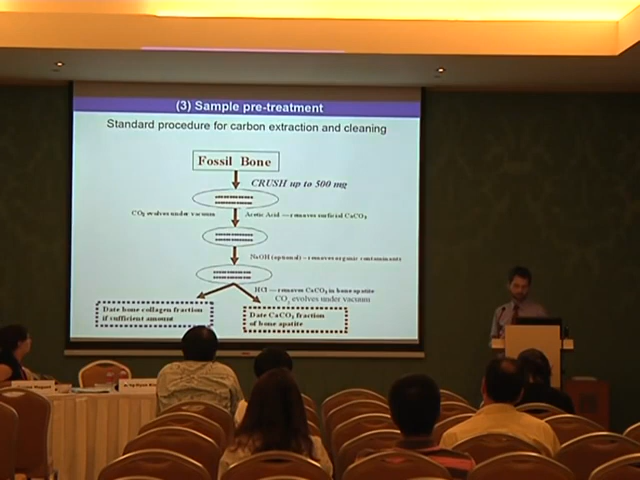 (3) Sample pre-treatment
Standard procedure for carbon extraction and cleaning
Fossil Bone
CRUSH up to 500 mg
CO₂ evolves under vacuum
Acetic Acid — removes surficial CaCO₃
NaOH (optional) – removes organic contaminants
HCl — removes CaCO₃ in bone apatite
CO₂ evolves under vacuum
Date bone collagen fraction
if sufficient amount
Date CaCO₃ fraction
of bone apatite